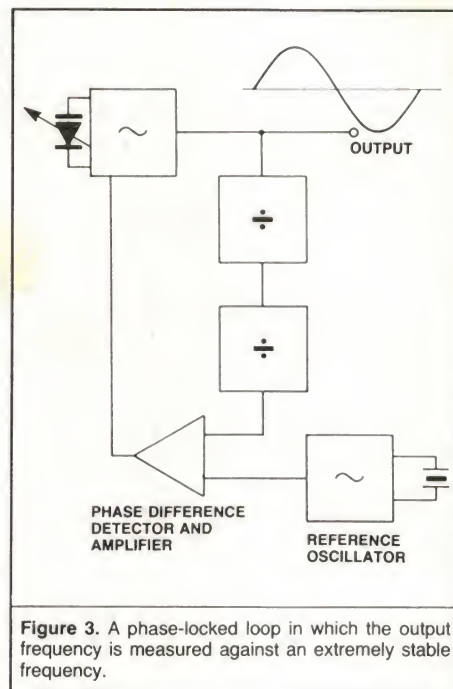 OUTPUT
PHASE DIFFERENCE
DETECTOR AND
AMPLIFIER
REFERENCE
OSCILLATOR
Figure 3. A phase-locked loop in which the output
frequency is measured against an extremely stable
frequency.